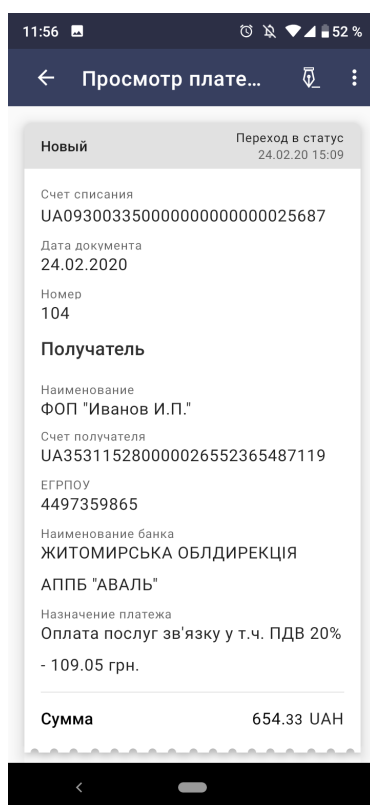 11:56 52 %
Просмотр плате...
Новый
Переход в статус
24.02.20 15:09
Счет списания
UA093003350000000000000025687
Дата документа
24.02.2020
Номер
104
Получатель
Наименование
ФОП "Иванов И.П."
Счет получателя
UA353115280000026552365487119
ЕГРПОУ
4497359865
Наименование банка
ЖИТОМИРСЬКА ОБЛДИРЕКЦІЯ
АППБ "АВАЛЬ"
Назначение платежа
Оплата послуг зв'язку у т.ч. ПДВ 20%
- 109.05 грн.
Сумма 654.33 UAH